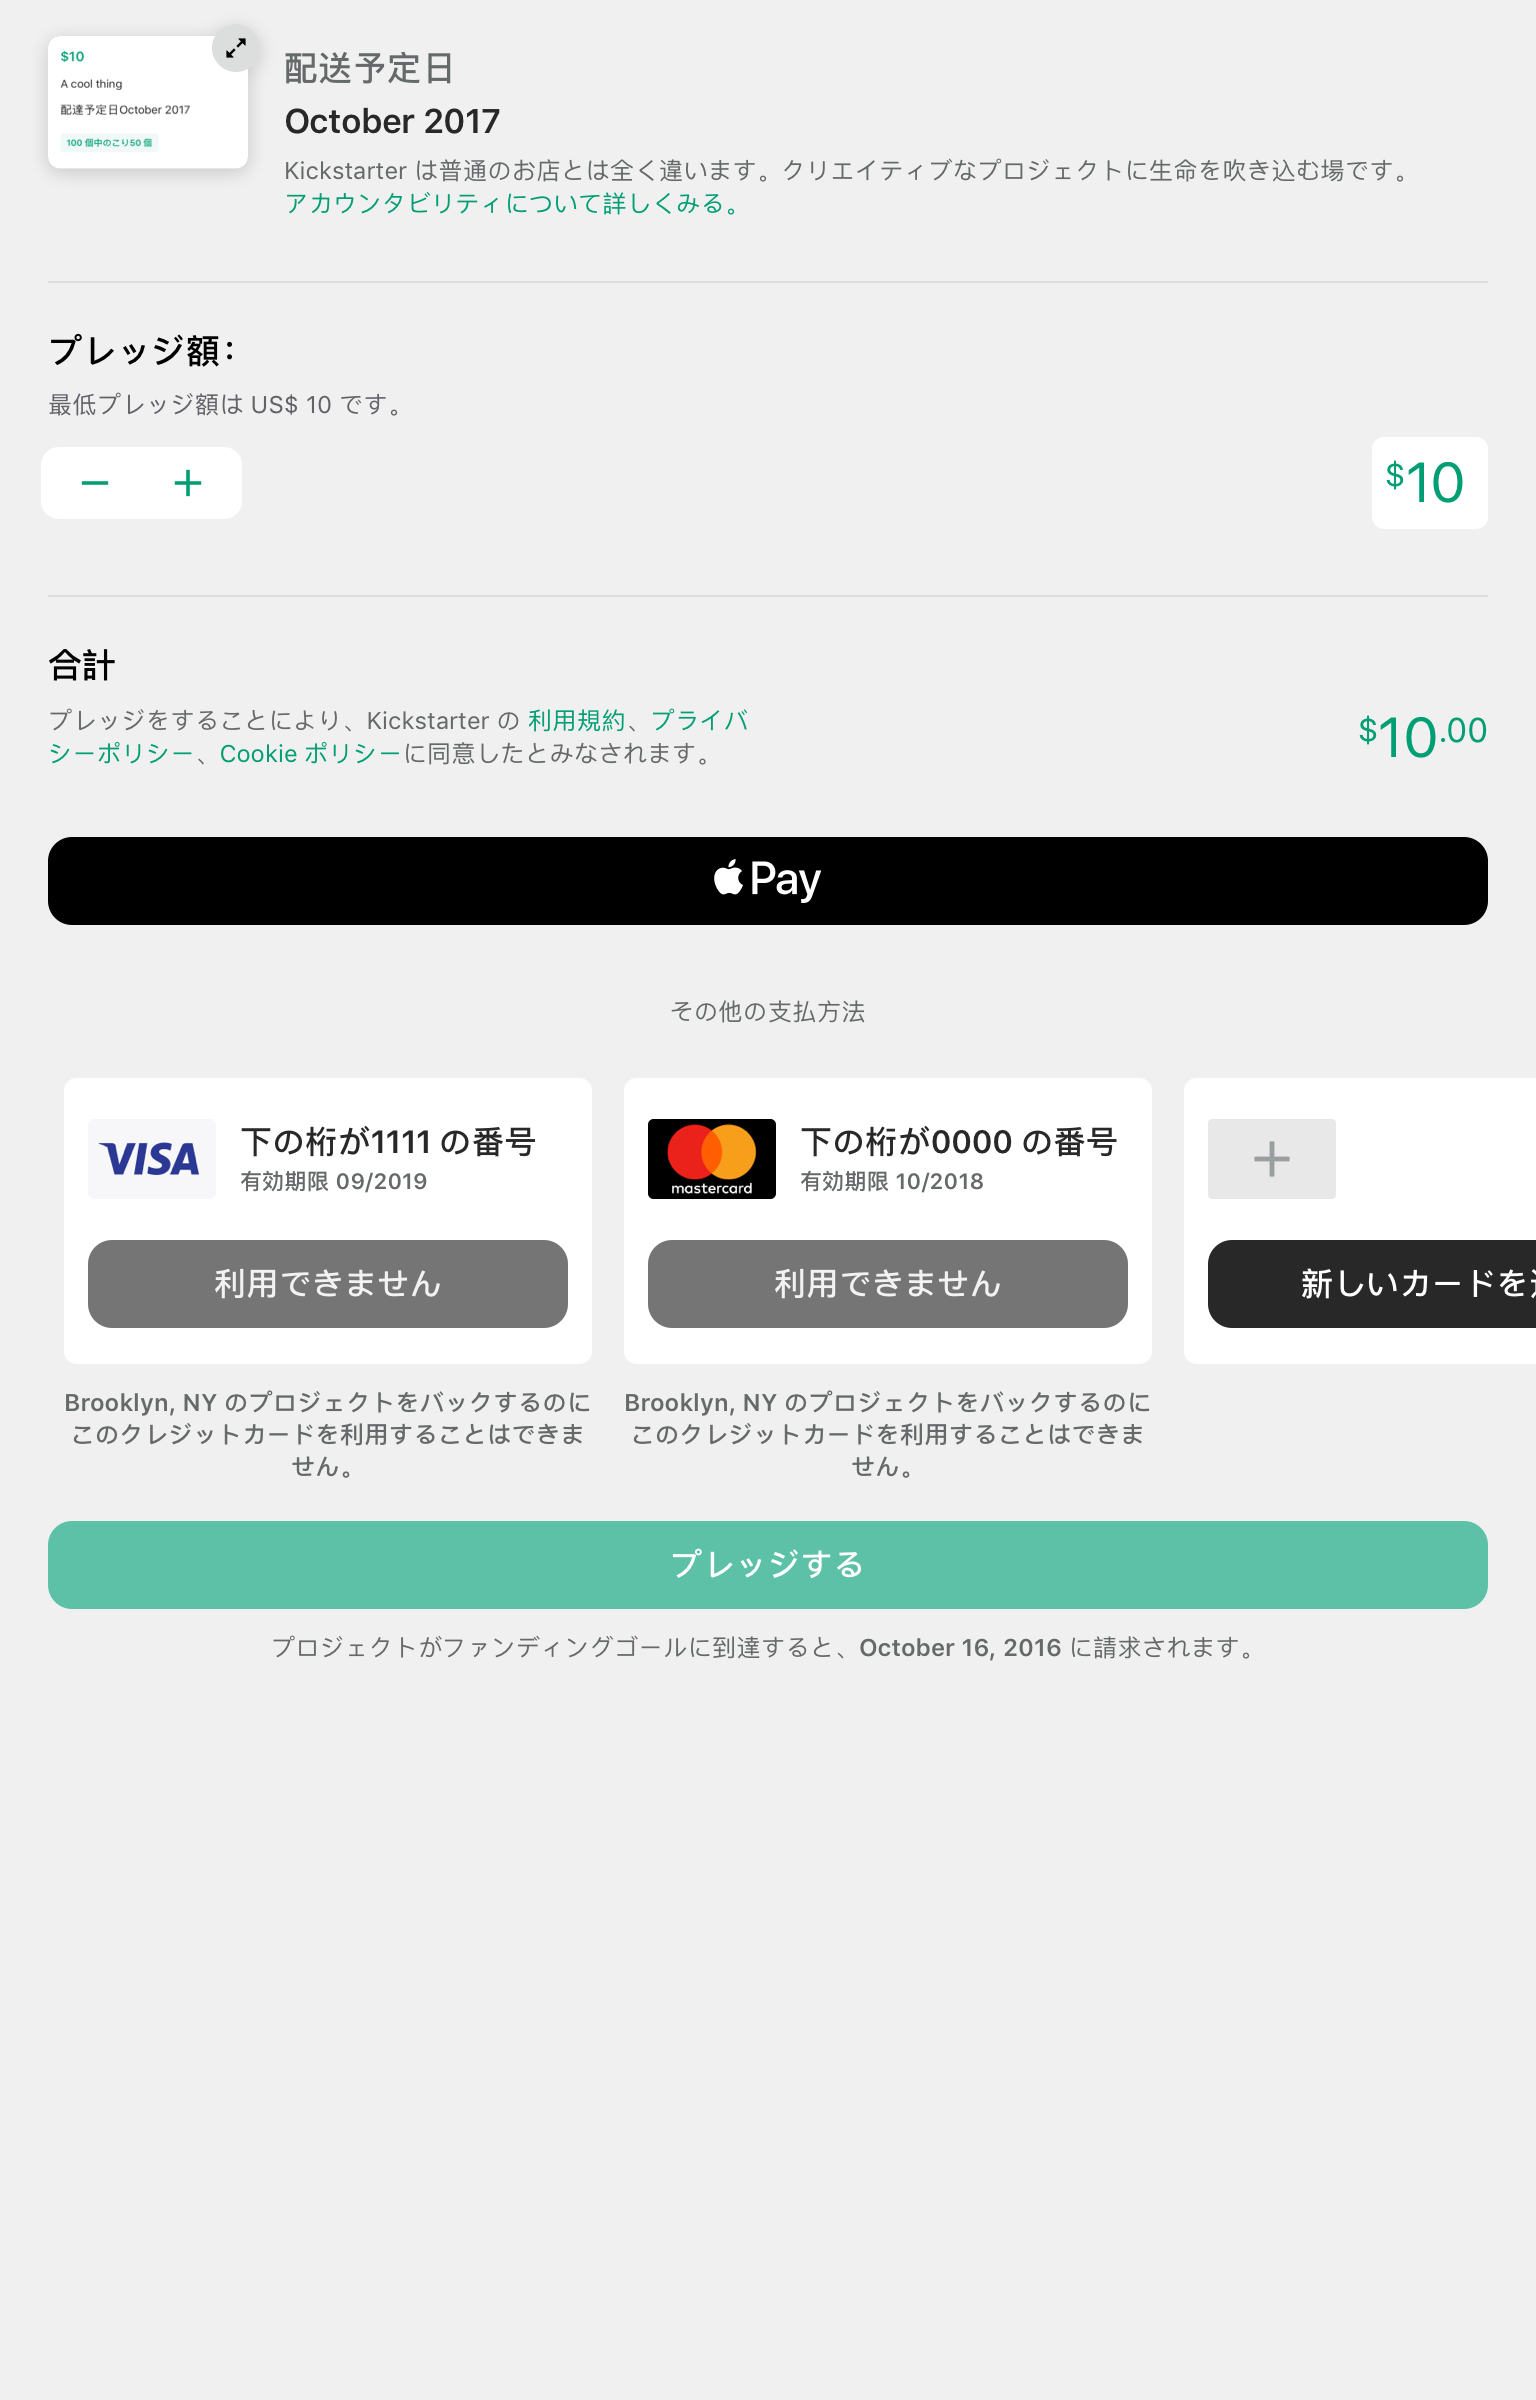 $10
A cool thing
配達予定日October 2017
100 個中のこり50 個
配送予定日
October 2017
Kickstarter は普通のお店とは全く違います。クリエイティブなプロジェクトに生命を吹き込む場です。
アカウンタビリティについて詳しくみる。
プレッジ額：
最低プレッジ額は US$ 10 です。
$10
合計
プレッジをすることにより、Kickstarter の 利用規約、プライバ
シーポリシー、Cookie ポリシーに同意したとみなされます。
$10.00
Pay
その他の支払方法
VISA
下の桁が1111 の番号
有効期限 09/2019
利用できません
Brooklyn, NY のプロジェクトをバックするのに
このクレジットカードを利用することはできま
せん。
mastercard
下の桁が0000 の番号
有効期限 10/2018
利用できません
Brooklyn, NY のプロジェクトをバックするのに
このクレジットカードを利用することはできま
せん。
新しいカードを
プレッジする
プロジェクトがファンディングゴールに到達すると、October 16, 2016 に請求されます。